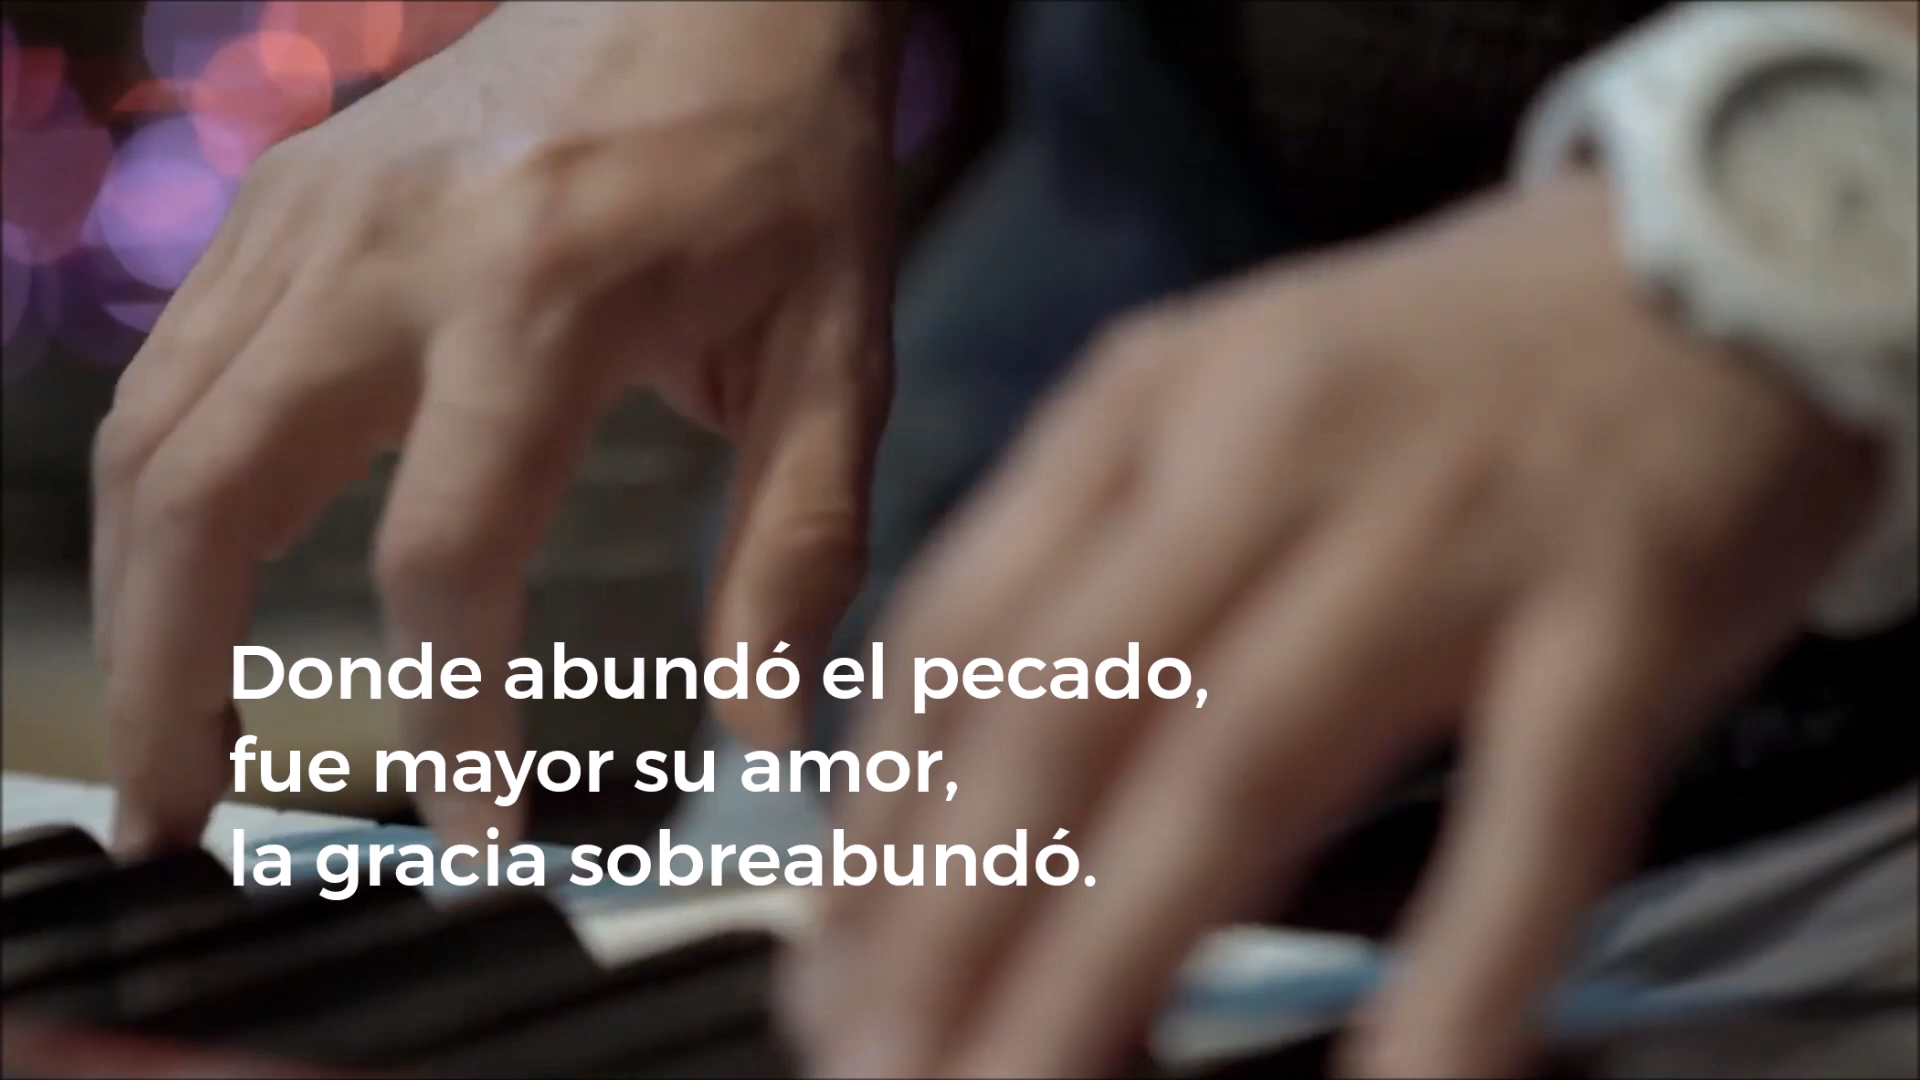 Donde abundó el pecado,
fue mayor su amor,
la gracia sobreabundó.